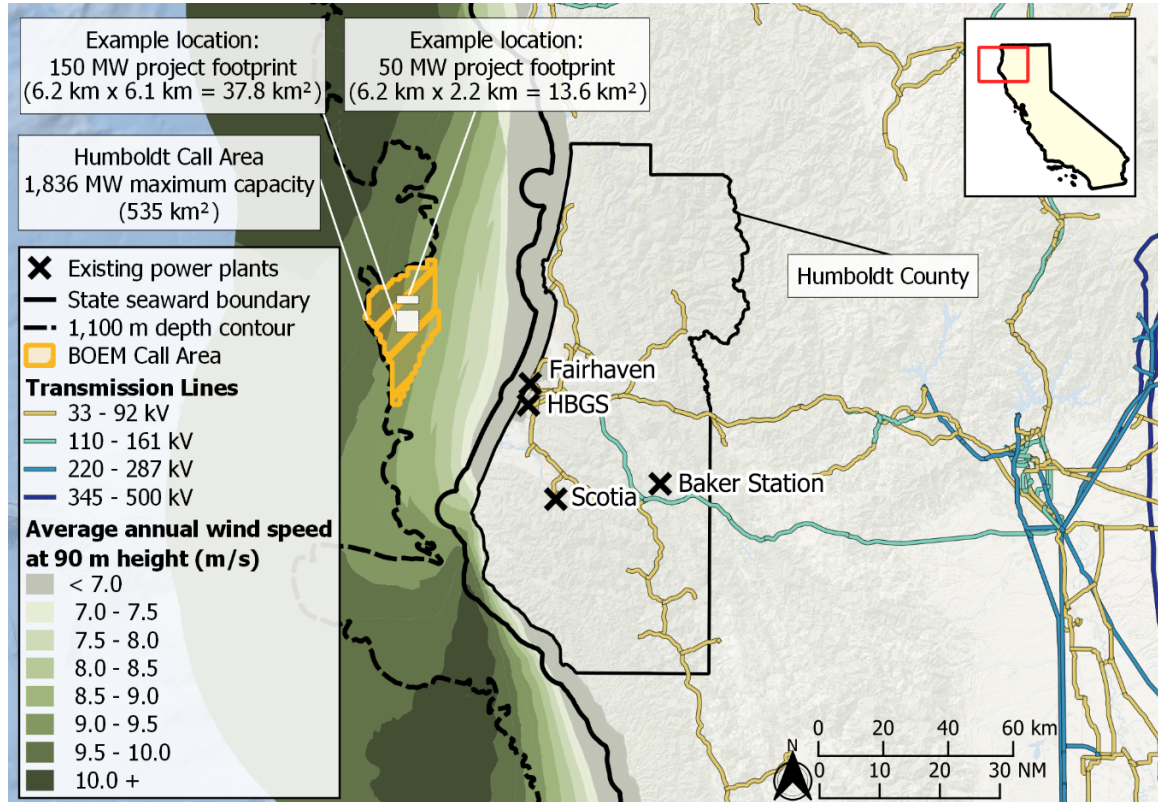 Example location:
150 MW project footprint
(6.2 km x 6.1 km = 37.8 km²)
Example location:
50 MW project footprint
(6.2 km x 2.2 km = 13.6 km²)
Humboldt Call Area
1,836 MW maximum capacity
(535 km²)
Existing power plants
State seaward boundary
1,100 m depth contour
BOEM Call Area
Transmission Lines
33 - 92 kV
110 - 161 kV
220 - 287 kV
345 - 500 kV
Average annual wind speed
at 90 m height (m/s)
< 7.0
7.0 - 7.5
7.5 - 8.0
8.0 - 8.5
8.5 - 9.0
9.0 - 9.5
9.5 - 10.0
10.0 +
Humboldt County
Fairhaven
HBGS
Baker Station
Scotia
0 20 40 60 km
N
0 10 20 30 NM